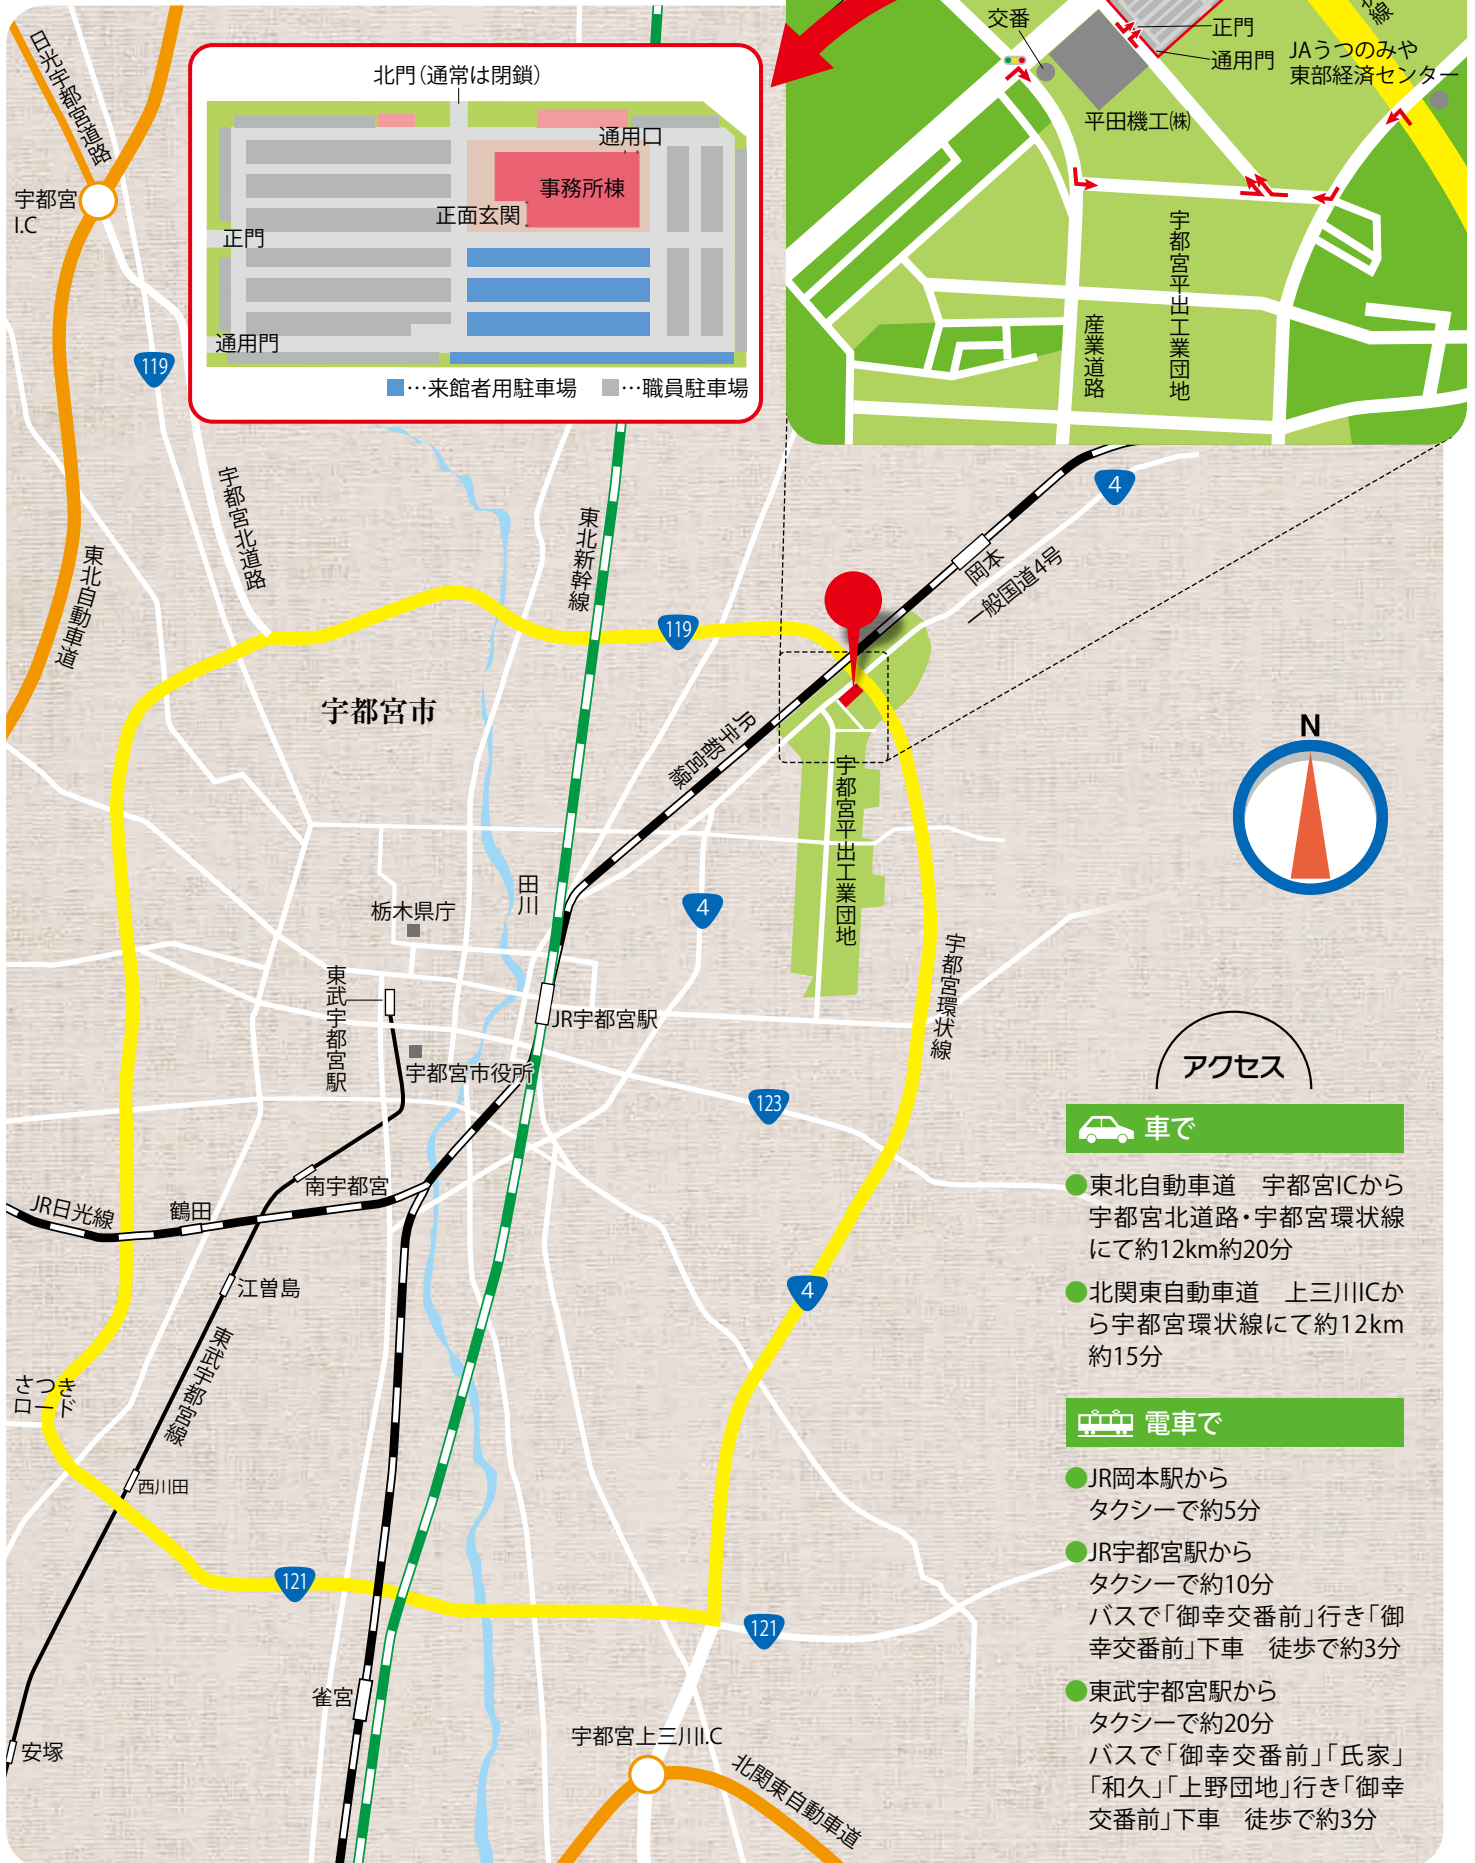 北門（通常は閉鎖）
通用口
事務所棟
正面玄関
正門
通用門
…来館者用駐車場
…職員駐車場
交番
正門
通用門
JAうつのみや
東部経済センター
平田機工㈱
宇都宮平出工業団地
産業道路
線
日光宇都宮道路
宇都宮
I.C
119
宇都宮北道路
東北自動車道
東北新幹線
4
岡本
一般国道4号
119
宇都宮市
JR宇都宮線
宇都宮平出工業団地
N
田川
栃木県庁
4
東武宇都宮駅
JR宇都宮駅
宇都宮環状線
宇都宮市役所
123
南宇都宮
JR日光線
鶴田
江曽島
4
東武宇都宮線
さつき
ロード
西川田
121
121
雀宮
安塚
宇都宮上三川I.C
北関東自動車道
アクセス
車で
●東北自動車道　宇都宮ICから
宇都宮北道路・宇都宮環状線
にて約12km約20分
●北関東自動車道　上三川ICか
ら宇都宮環状線にて約12km
約15分
電車で
●JR岡本駅から
タクシーで約5分
●JR宇都宮駅から
タクシーで約10分
バスで「御幸交番前」行き「御
幸交番前」下車　徒歩で約3分
●東武宇都宮駅から
タクシーで約20分
バスで「御幸交番前」「氏家」
「和久」「上野団地」行き「御幸
交番前」下車　徒歩で約3分